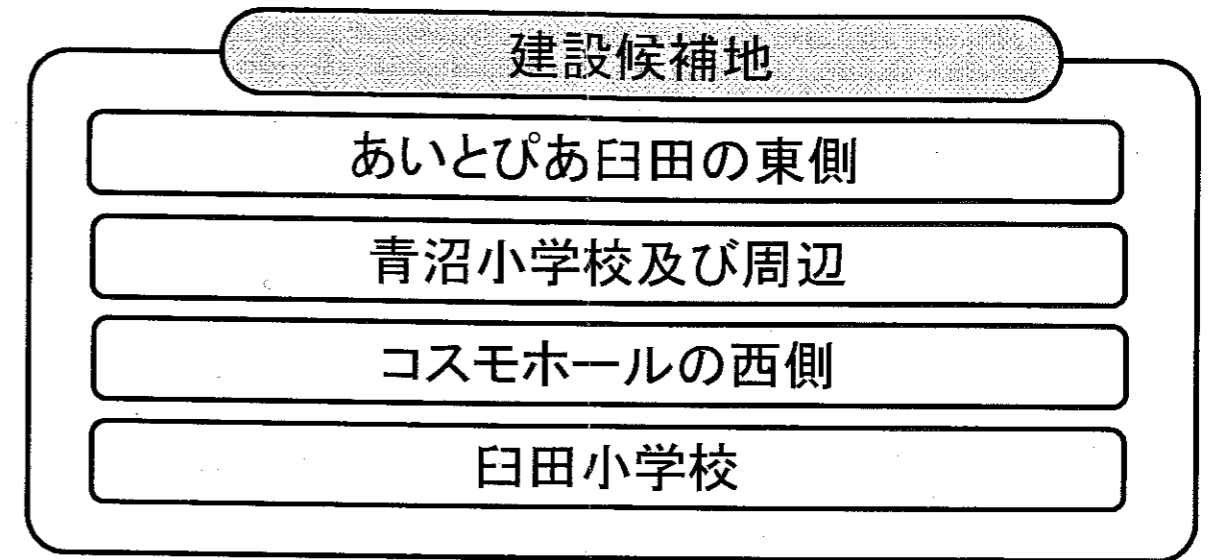 建設候補地
あいとぴあ臼田の東側
青沼小学校及び周辺
コスモホールの西側
臼田小学校